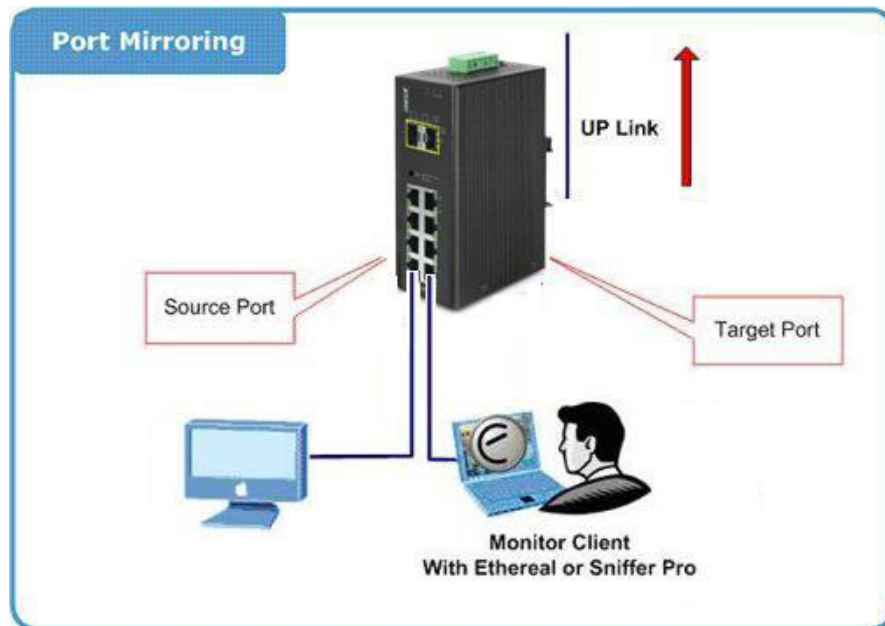 Port Mirroring
UP Link
Source Port
Target Port
Monitor Client
With Ethereal or Sniffer Pro